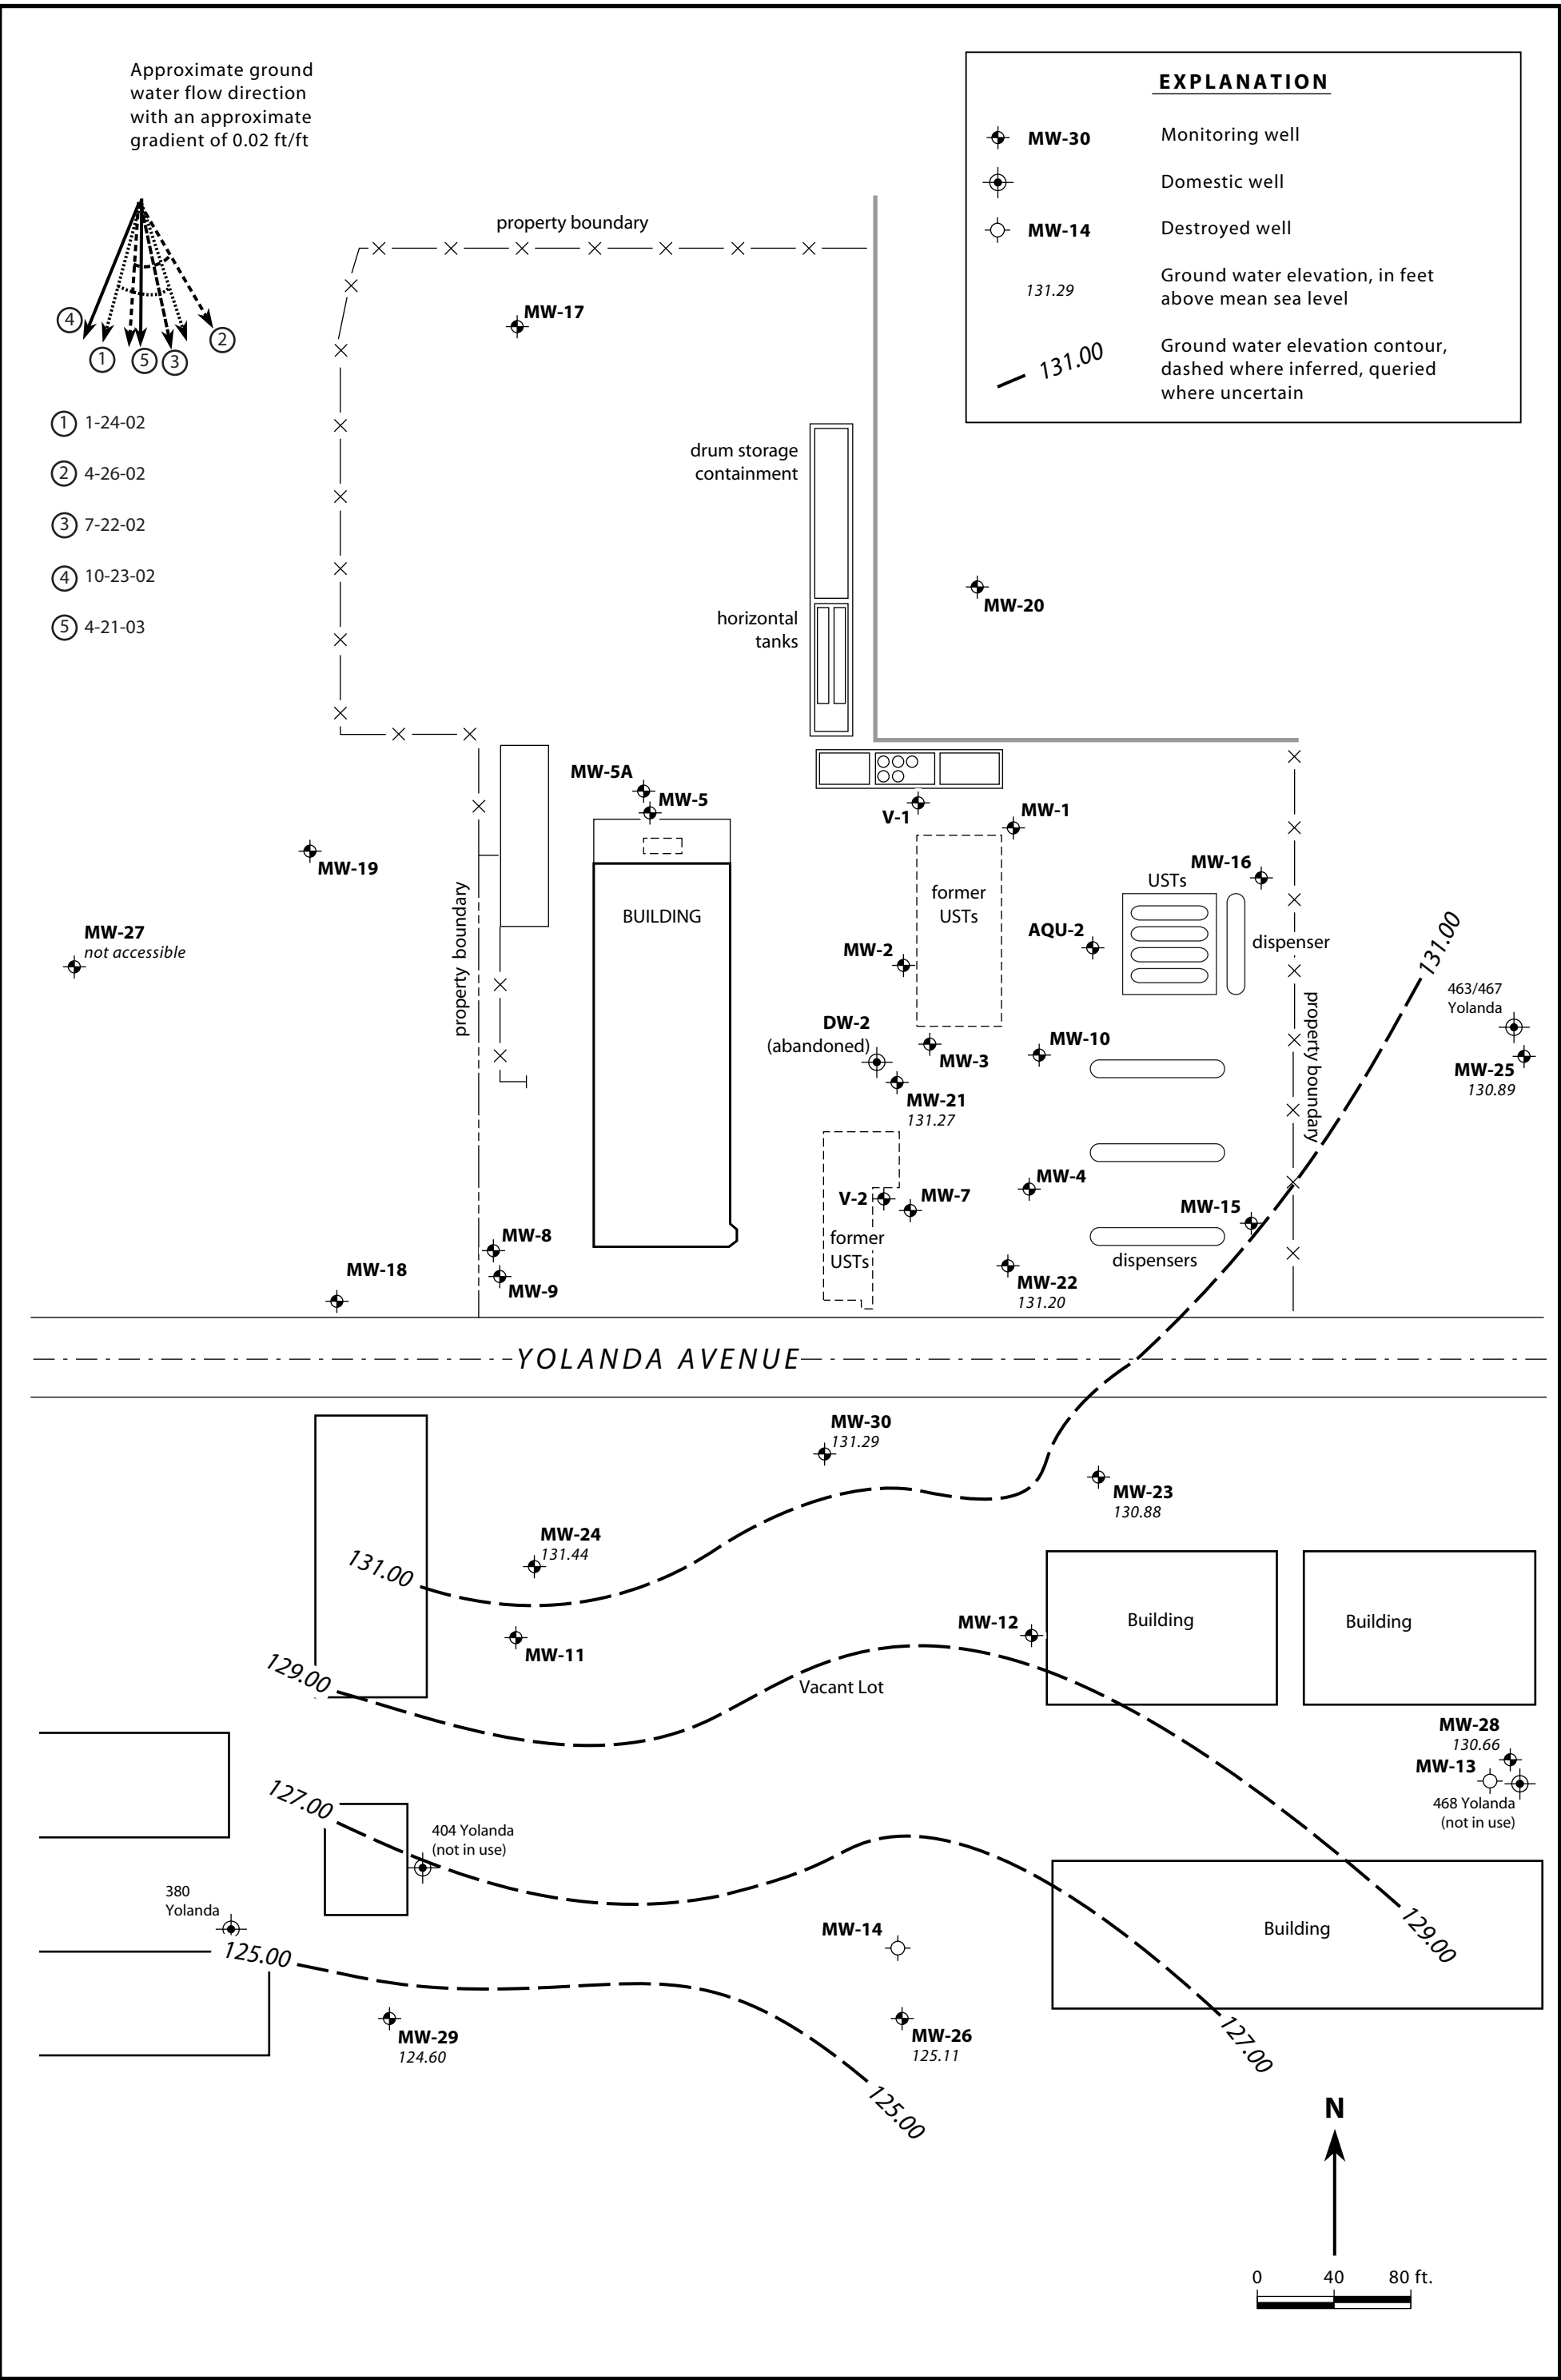 Approximate ground
water flow direction
with an approximate
gradient of 0.02 ft/ft
4
1
5
3
2
1 1-24-02
2 4-26-02
3 7-22-02
4 10-23-02
5 4-21-03
EXPLANATION
MW-30 Monitoring well
Domestic well
MW-14 Destroyed well
131.29 Ground water elevation, in feet
above mean sea level
131.00 Ground water elevation contour,
dashed where inferred, queried
where uncertain
property boundary
MW-17
drum storage
containment
MW-20
horizontal
tanks
MW-5A
MW-5
V-1
MW-1
MW-19
MW-16
USTs
former
USTs
BUILDING
property boundary
MW-27
not accessible
AQU-2
dispenser
MW-2
131.00
463/467
Yolanda
property boundary
DW-2
(abandoned)
MW-3
MW-10
MW-25
130.89
MW-21
131.27
MW-4
V-2
MW-7
MW-15
MW-8
former
USTs
dispensers
MW-18
MW-9
MW-22
131.20
YOLANDA AVENUE
MW-30
131.29
MW-23
130.88
MW-24
131.44
131.00
MW-12
Building
Building
MW-11
129.00
Vacant Lot
MW-28
130.66
MW-13
468 Yolanda
(not in use)
127.00
404 Yolanda
(not in use)
380
Yolanda
MW-14
Building
129.00
125.00
MW-29
124.60
MW-26
125.11
127.00
125.00
N
0 40 80 ft.